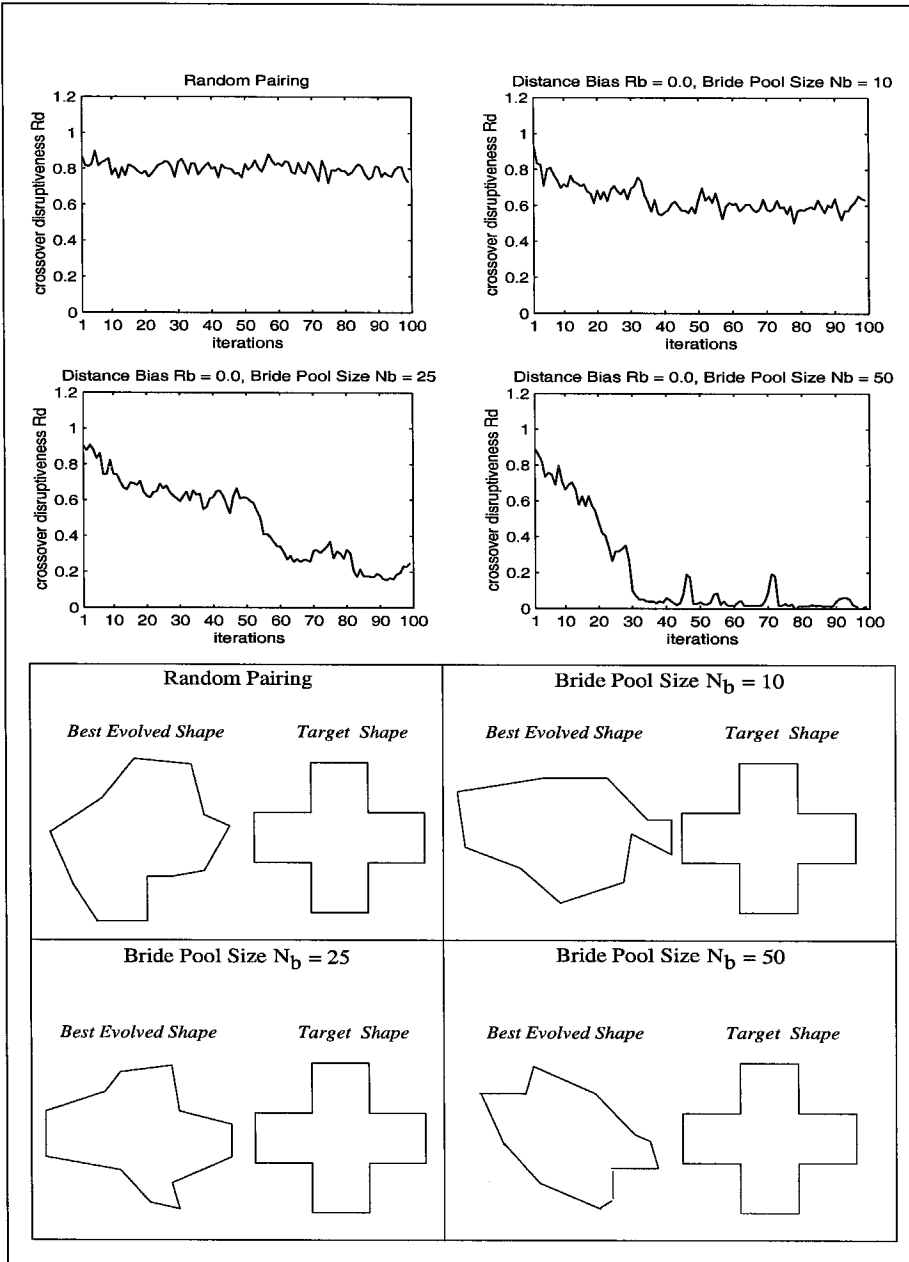 Random Pairing
1.2
1
0.8
0.6
0.4
0.2
0
crossover disruptiveness Rd
1 10 20 30 40 50 60 70 80 90 100
iterations
Distance Bias Rb = 0.0, Bride Pool Size Nb = 10
1.2
1
0.8
0.6
0.4
0.2
0
crossover disruptiveness Rd
1 10 20 30 40 50 60 70 80 90 100
iterations
Distance Bias Rb = 0.0, Bride Pool Size Nb = 25
1.2
1
0.8
0.6
0.4
0.2
0
crossover disruptiveness Rd
1 10 20 30 40 50 60 70 80 90 100
iterations
Distance Bias Rb = 0.0, Bride Pool Size Nb = 50
1.2
1
0.8
0.6
0.4
0.2
0
crossover disruptiveness Rd
1 10 20 30 40 50 60 70 80 90 100
iterations
Random Pairing
Best Evolved Shape Target Shape
Bride Pool Size Nb = 10
Best Evolved Shape Target Shape
Bride Pool Size Nb = 25
Best Evolved Shape Target Shape
Bride Pool Size Nb = 50
Best Evolved Shape Target Shape